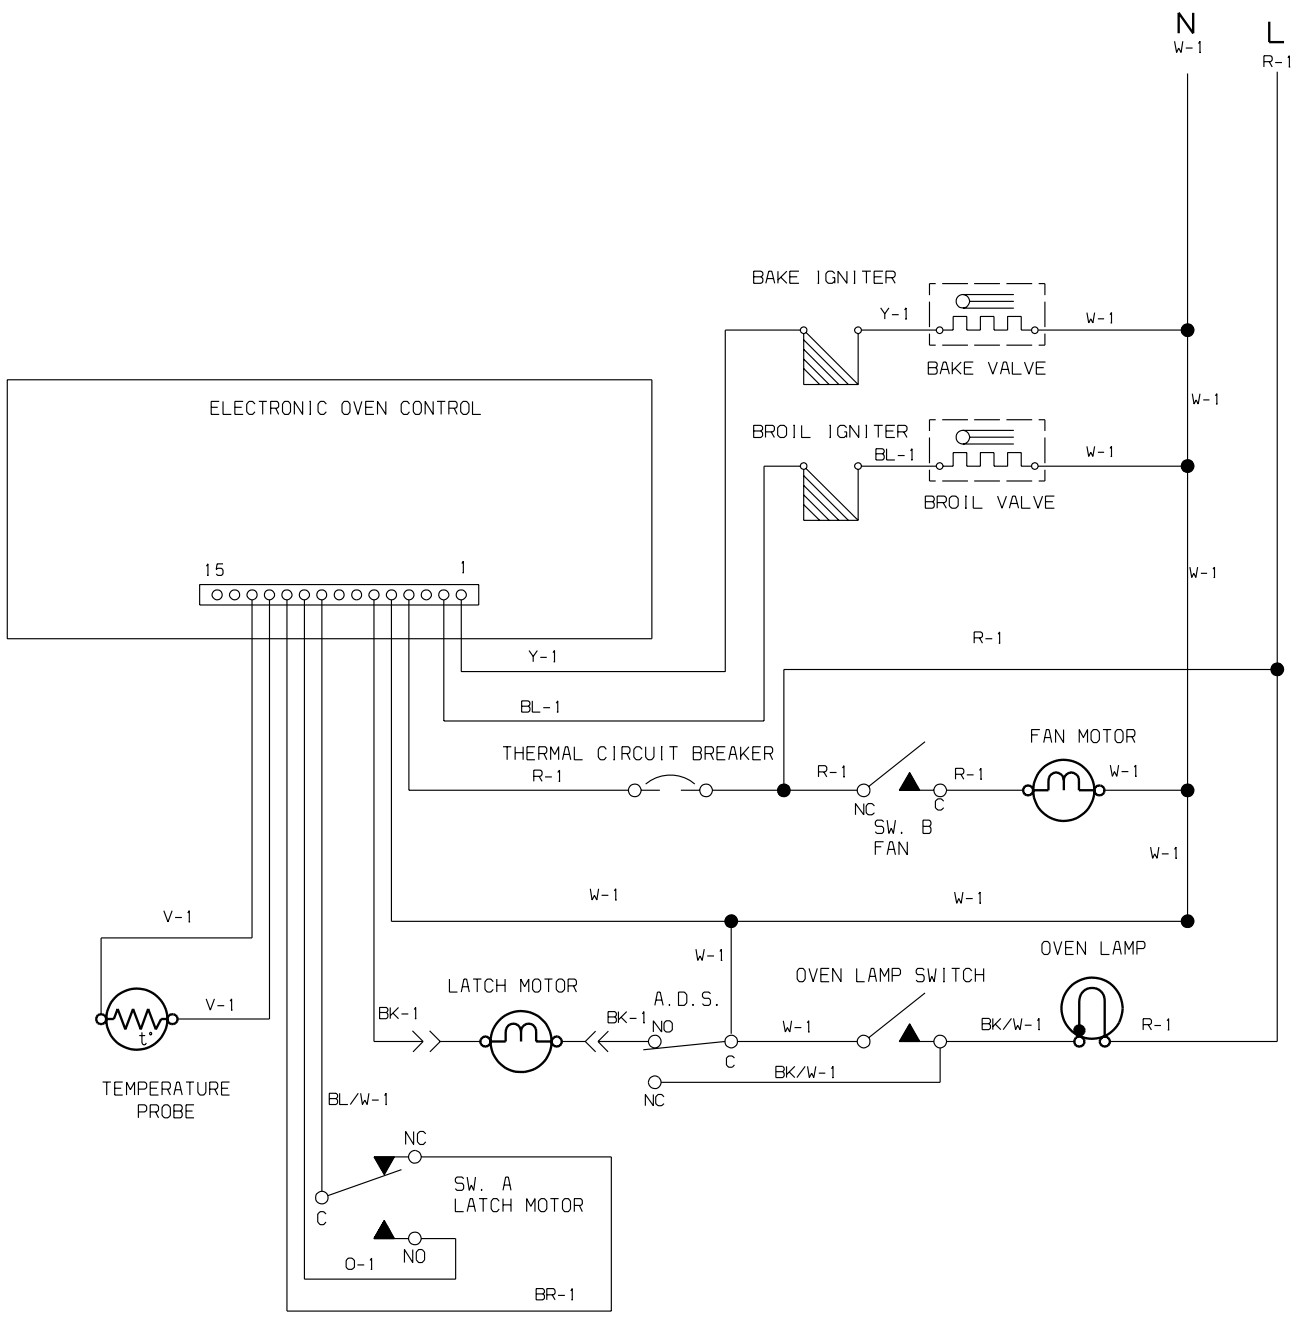 N
W-1
L
R-1
BAKE IGNITER
Y-1
W-1
BAKE VALVE
W-1
ELECTRONIC OVEN CONTROL
BROIL IGNITER
BL-1
W-1
BROIL VALVE
15
1
W-1
R-1
Y-1
BL-1
THERMAL CIRCUIT BREAKER
R-1
FAN MOTOR
R-1
R-1
W-1
NC
C
SW. B
FAN
W-1
W-1
W-1
V-1
W-1
OVEN LAMP
LATCH MOTOR
A.D.S.
OVEN LAMP SWITCH
V-1
BK-1
BK-1
NO
W-1
BK/W-1
R-1
t°
C
BK/W-1
TEMPERATURE
PROBE
BL/W-1
NC
NC
SW. A
LATCH MOTOR
C
NO
O-1
BR-1